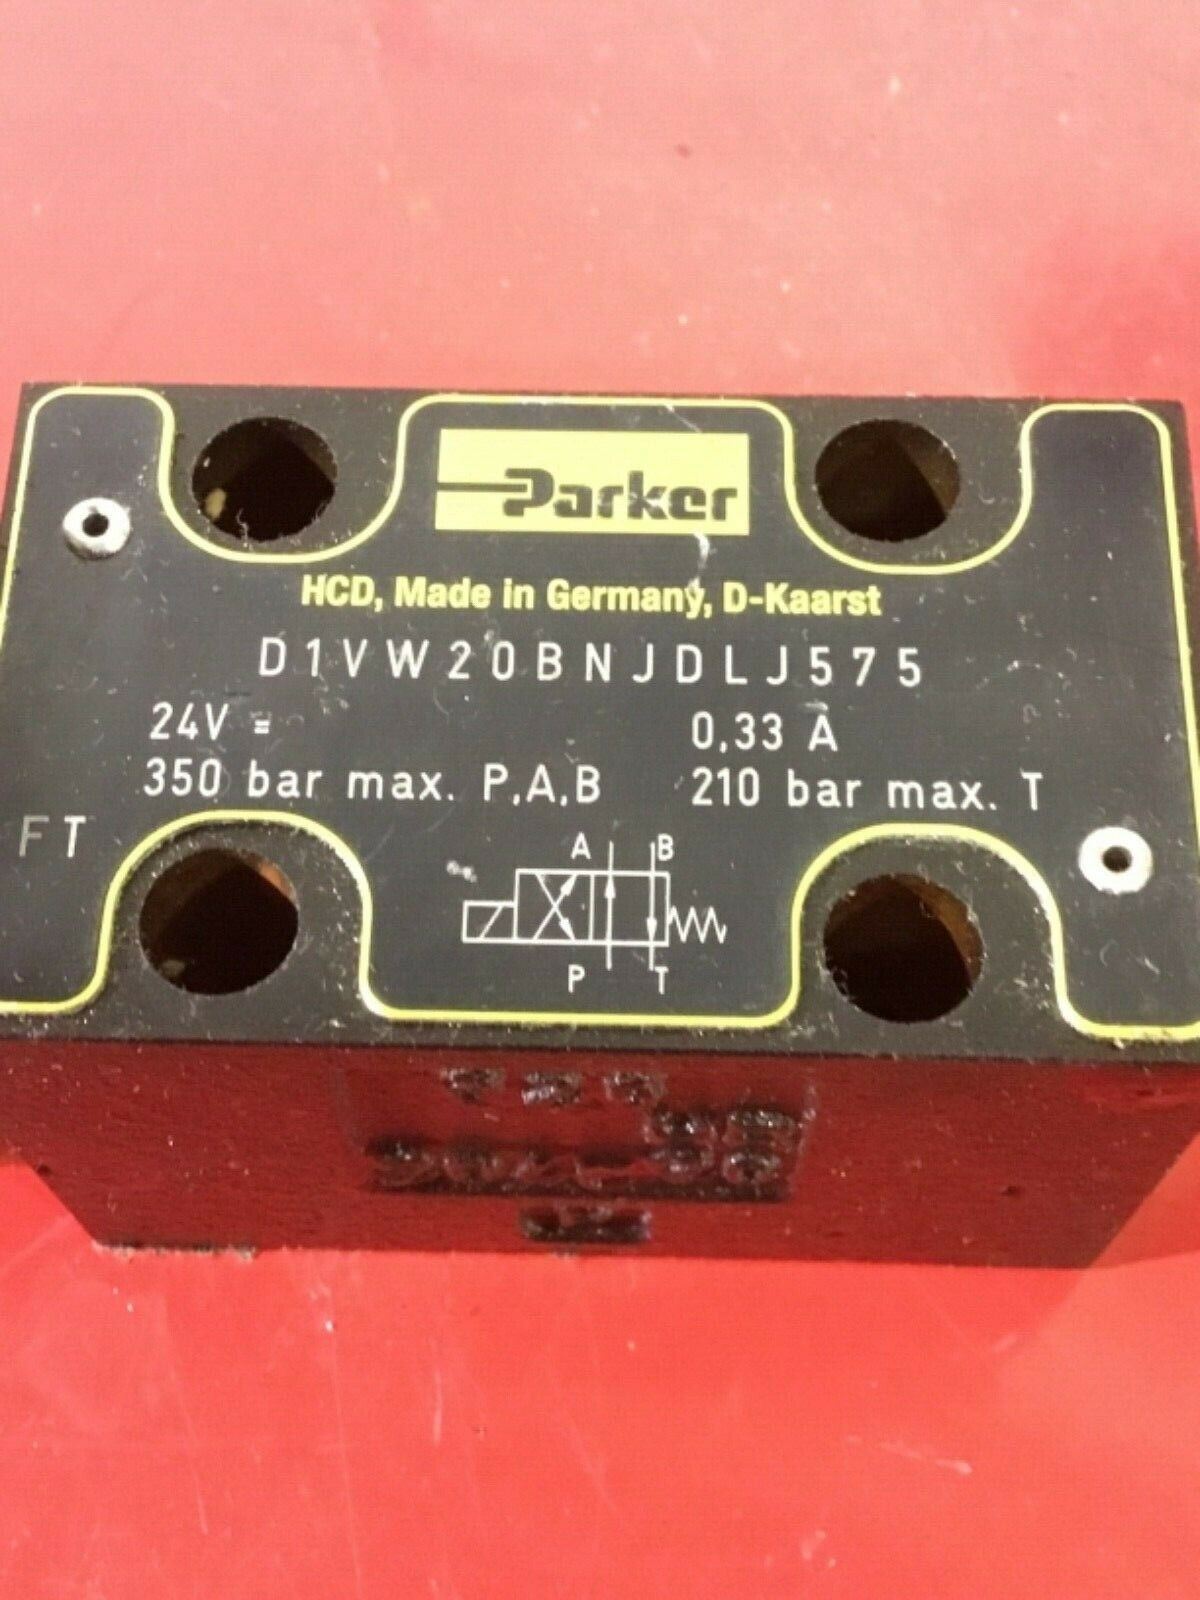 Parker
HCD, Made in Germany, D-Kaarst
D1VW20BNJDLJ575
24V = 0,33 A
350 bar max. P,A,B 210 bar max. T
FT
A B
P T